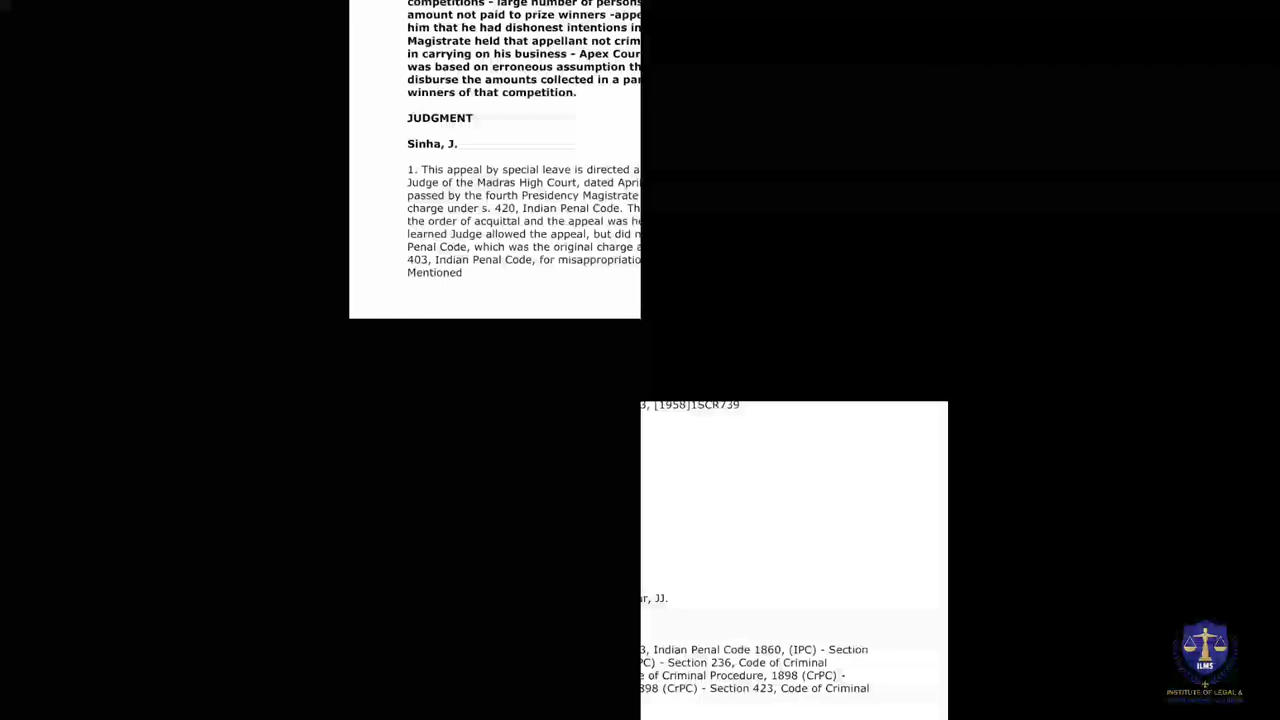 competitions - large number of persons
amount not paid to prize winners -appe
him that he had dishonest intentions in
Magistrate held that appellant not crim
in carrying on his business - Apex Cour
was based on erroneous assumption th
disburse the amounts collected in a par
winners of that competition.
JUDGMENT
Sinha, J.
1. This appeal by special leave is directed a
Judge of the Madras High Court, dated Apri
passed by the fourth Presidency Magistrate
charge under s. 420, Indian Penal Code. Th
the order of acquittal and the appeal was he
learned Judge allowed the appeal, but did n
Penal Code, which was the original charge a
403, Indian Penal Code, for misappropriatio
Mentioned
3, [1958]1SCR739
ar, JJ.
3, Indian Penal Code 1860, (IPC) - Section
PC) - Section 236, Code of Criminal
e of Criminal Procedure, 1898 (CrPC) -
898 (CrPC) - Section 423, Code of Criminal
ILMS
INSTITUTE OF LEGAL &